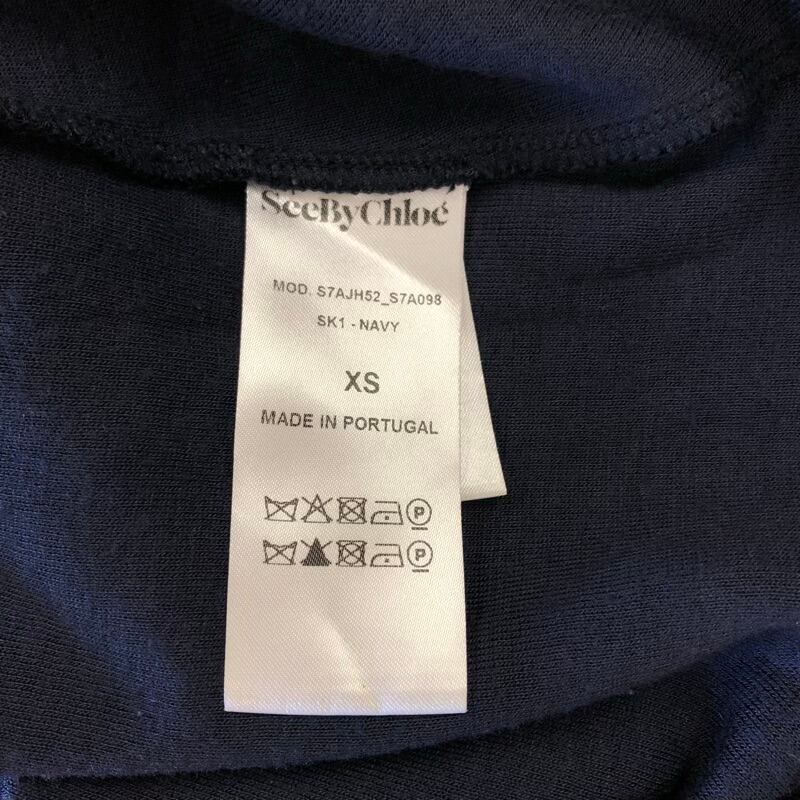 SeeByChloé
MOD. S7AJH52_S7A098
SK1 - NAVY
XS
MADE IN PORTUGAL
P
P